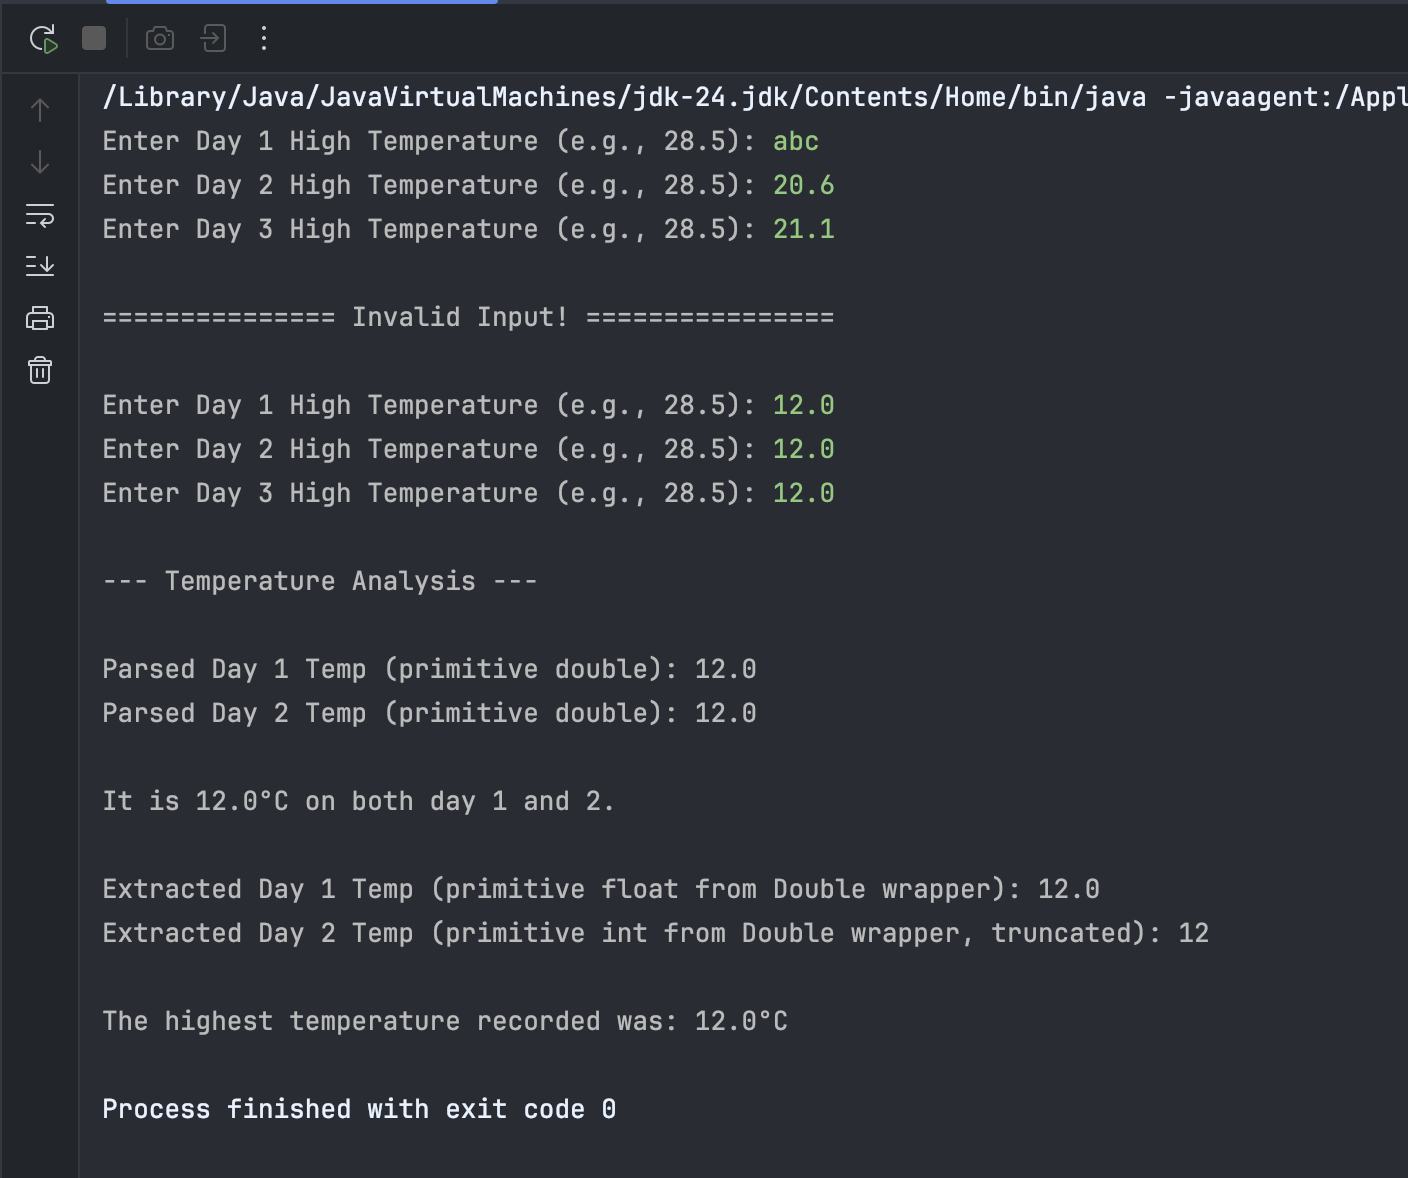 /Library/Java/JavaVirtualMachines/jdk-24.jdk/Contents/Home/bin/java -javaagent:/Appl
Enter Day 1 High Temperature (e.g., 28.5): abc
Enter Day 2 High Temperature (e.g., 28.5): 20.6
Enter Day 3 High Temperature (e.g., 28.5): 21.1
=============== Invalid Input! ================
Enter Day 1 High Temperature (e.g., 28.5): 12.0
Enter Day 2 High Temperature (e.g., 28.5): 12.0
Enter Day 3 High Temperature (e.g., 28.5): 12.0
--- Temperature Analysis ---
Parsed Day 1 Temp (primitive double): 12.0
Parsed Day 2 Temp (primitive double): 12.0
It is 12.0°C on both day 1 and 2.
Extracted Day 1 Temp (primitive float from Double wrapper): 12.0
Extracted Day 2 Temp (primitive int from Double wrapper, truncated): 12
The highest temperature recorded was: 12.0°C
Process finished with exit code 0